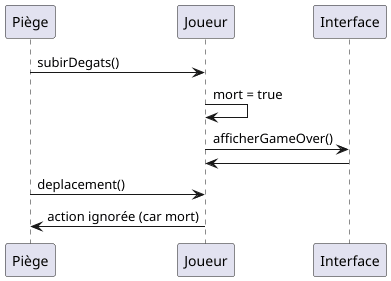 Piège
Joueur
Interface
subirDegats()
mort = true
afficherGameOver()
deplacement()
action ignorée (car mort)
Piège
Joueur
Interface